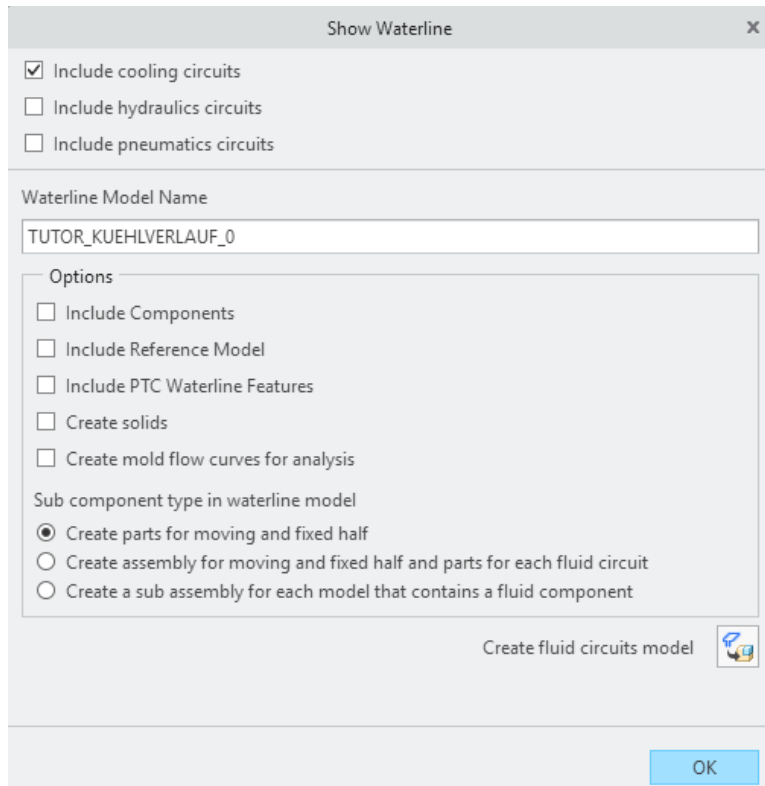 Show Waterline
Include cooling circuits
Include hydraulics circuits
Include pneumatics circuits
Waterline Model Name
TUTOR_KUEHLVERLAUF_0
Options
Include Components
Include Reference Model
Include PTC Waterline Features
Create solids
Create mold flow curves for analysis
Sub component type in waterline model
Create parts for moving and fixed half
Create assembly for moving and fixed half and parts for each fluid circuit
Create a sub assembly for each model that contains a fluid component
Create fluid circuits model
OK